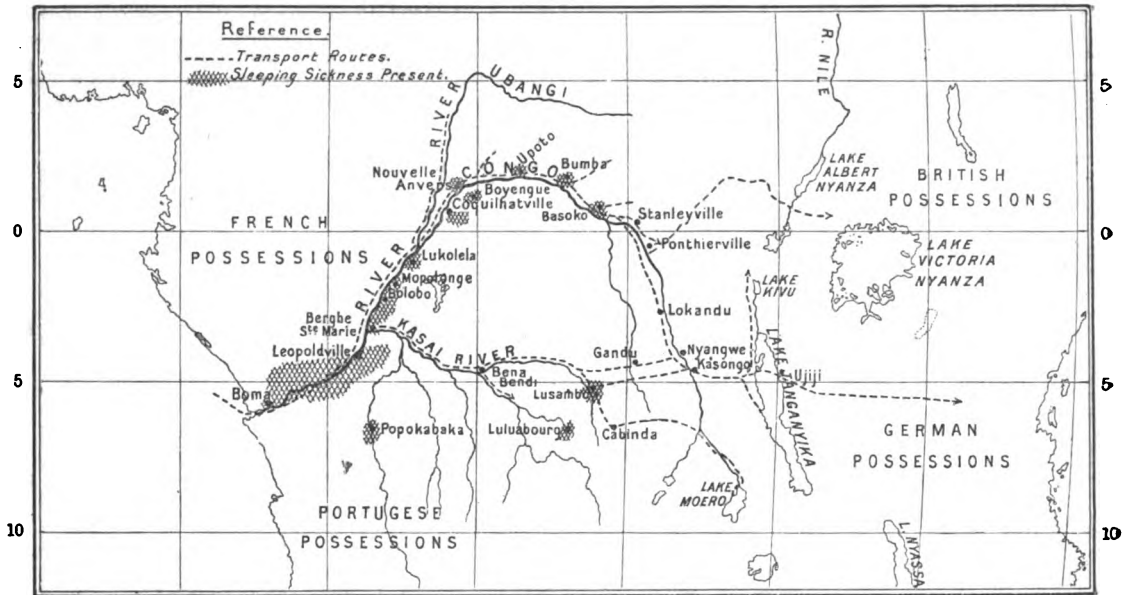 Reference.
Transport Routes.
Sleeping Sickness Present.
5
5
R. NILE
UBANGI
RIVER
CONGO
Upoto
Bumba
Nouvelle
Anvers
Boyengue
Coquilhatville
Basoko
Stanleyville
Ponthierville
LAKE
ALBERT
NYANZA
BRITISH
POSSESSIONS
FRENCH
POSSESSIONS
0
0
LAKE
VICTORIA
NYANZA
RIVER
Lukolela
Mopolenge
Bolobo
LAKE
KIVU
Berghe
Ste Marie
Lokandu
KASAI RIVER
Leopoldville
Gandu
Nyangwe
Kasongo
Bena
Bendi
Lusambo
LAKE TANGANYIKA
Ujiji
Boma
5
5
Popokabaka
Luluabourg
Cabinda
GERMAN
POSSESSIONS
LAKE
MOERO
PORTUGESE
POSSESSIONS
10
10
L. NYASSA